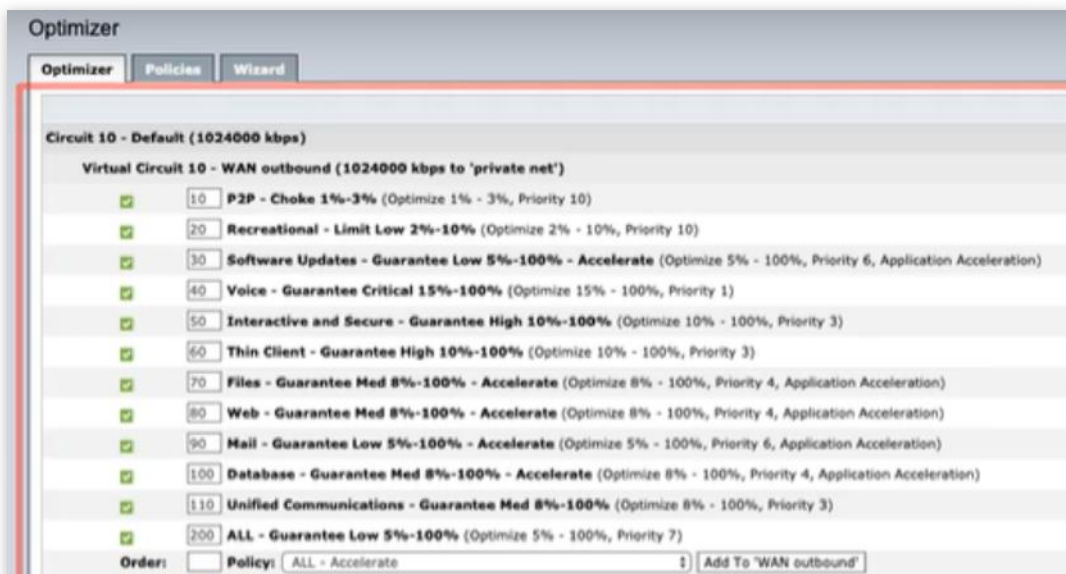 Optimizer
Optimizer Policies Wizard
Circuit 10 - Default (1024000 kbps)
Virtual Circuit 10 - WAN outbound (1024000 kbps to 'private net')
10 P2P - Choke 1%-3% (Optimize 1% - 3%, Priority 10)
20 Recreational - Limit Low 2%-10% (Optimize 2% - 10%, Priority 10)
30 Software Updates - Guarantee Low 5%-100% - Accelerate (Optimize 5% - 100%, Priority 6, Application Acceleration)
40 Voice - Guarantee Critical 15%-100% (Optimize 15% - 100%, Priority 1)
50 Interactive and Secure - Guarantee High 10%-100% (Optimize 10% - 100%, Priority 3)
60 Thin Client - Guarantee High 10%-100% (Optimize 10% - 100%, Priority 3)
70 Files - Guarantee Med 8%-100% - Accelerate (Optimize 8% - 100%, Priority 4, Application Acceleration)
80 Web - Guarantee Med 8%-100% - Accelerate (Optimize 8% - 100%, Priority 4, Application Acceleration)
90 Mail - Guarantee Low 5%-100% - Accelerate (Optimize 5% - 100%, Priority 6, Application Acceleration)
100 Database - Guarantee Med 8%-100% - Accelerate (Optimize 8% - 100%, Priority 4, Application Acceleration)
110 Unified Communications - Guarantee Med 8%-100% (Optimize 8% - 100%, Priority 3)
200 ALL - Guarantee Low 5%-100% (Optimize 5% - 100%, Priority 7)
Order: Policy: ALL - Accelerate Add To 'WAN outbound'